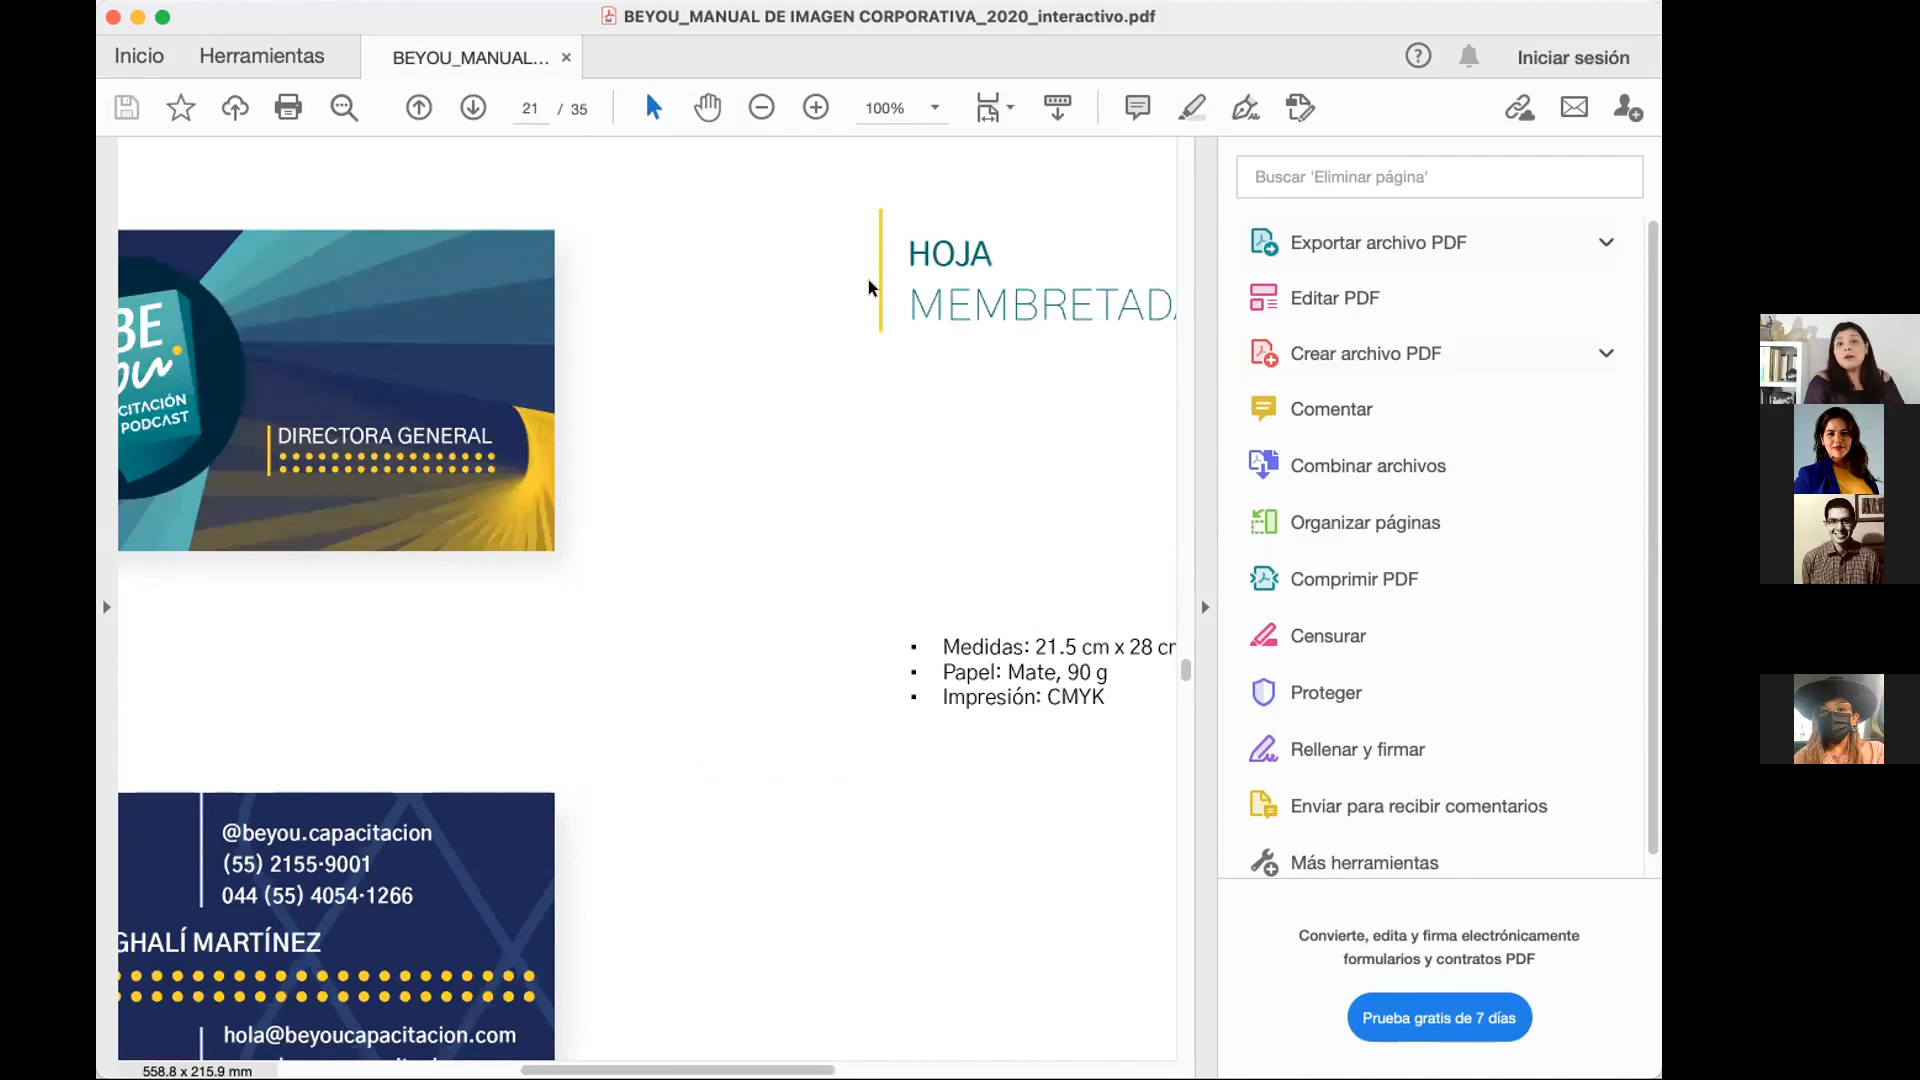 BEYOU_MANUAL DE IMAGEN CORPORATIVA_2020_interactivo.pdf
Inicio
Herramientas
BEYOU_MANUAL...
Iniciar sesión
21 / 35
100%
BE
CITACIÓN
PODCAST
DIRECTORA GENERAL
HOJA
MEMBRETADA
Medidas: 21.5 cm x 28 cm
Papel: Mate, 90 g
Impresión: CMYK
@beyou.capacitacion
(55) 2155·9001
044 (55) 4054·1266
GHALÍ MARTÍNEZ
hola@beyoucapacitacion.com
558.8 x 215.9 mm
Buscar 'Eliminar página'
Exportar archivo PDF
Editar PDF
Crear archivo PDF
Comentar
Combinar archivos
Organizar páginas
Comprimir PDF
Censurar
Proteger
Rellenar y firmar
Enviar para recibir comentarios
Más herramientas
Convierte, edita y firma electrónicamente
formularios y contratos PDF
Prueba gratis de 7 días